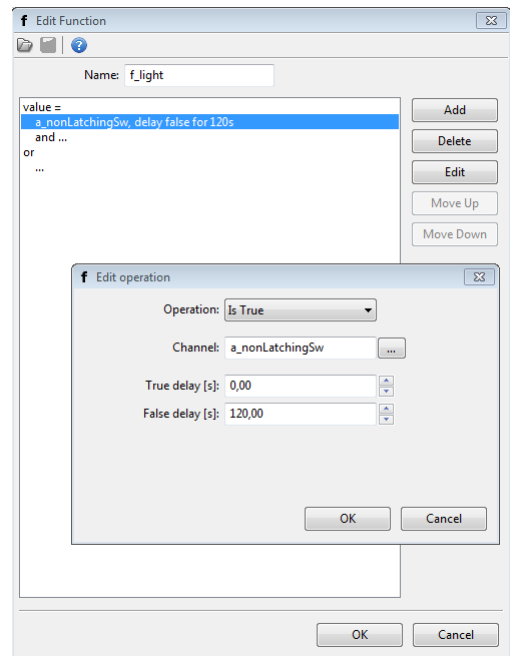 f Edit Function
Name: f_light
value =
a_nonLatchingSw, delay false for 120s
and ...
or
...
Add
Delete
Edit
Move Up
Move Down
f Edit operation
Operation: Is True
Channel: a_nonLatchingSw ...
True delay [s]: 0,00
False delay [s]: 120,00
OK Cancel
OK Cancel